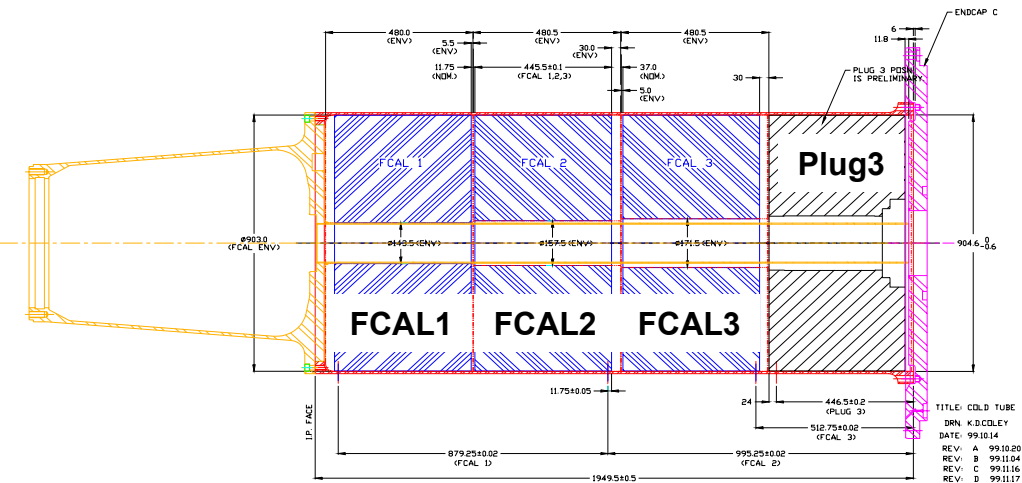 480.0
(ENV)
480.5
(ENV)
480.5
(ENV)
6
11.8
ENDCAP C
5.5
(ENV)
30.0
(ENV)
11.75
(NOM.)
445.5±0.1
(FCAL 1,2,3)
37.0
(NOM.)
30
5.0
(ENV)
PLUG 3 POSN
IS PRELIMINARY
FCAL 1
FCAL 2
FCAL 3
Plug3
ø903.0
(FCAL ENV)
ø157.5(ENV)
ø171.5(ENV)
904.6 0 -0.6
FCAL1
FCAL2
FCAL3
11.75±0.05
24
446.5±0.2
(PLUG 3)
I.P. FACE
512.75±0.02
(FCAL 3)
879.25±0.02
(FCAL 1)
995.25±0.02
(FCAL 2)
1949.5±0.5
TITLE: COLD TUBE
DRN. K.D.COLEY
DATE: 99.10.14
REV: A 99.10.20
REV: B 99.11.04
REV: C 99.11.16
REV: D 99.11.17